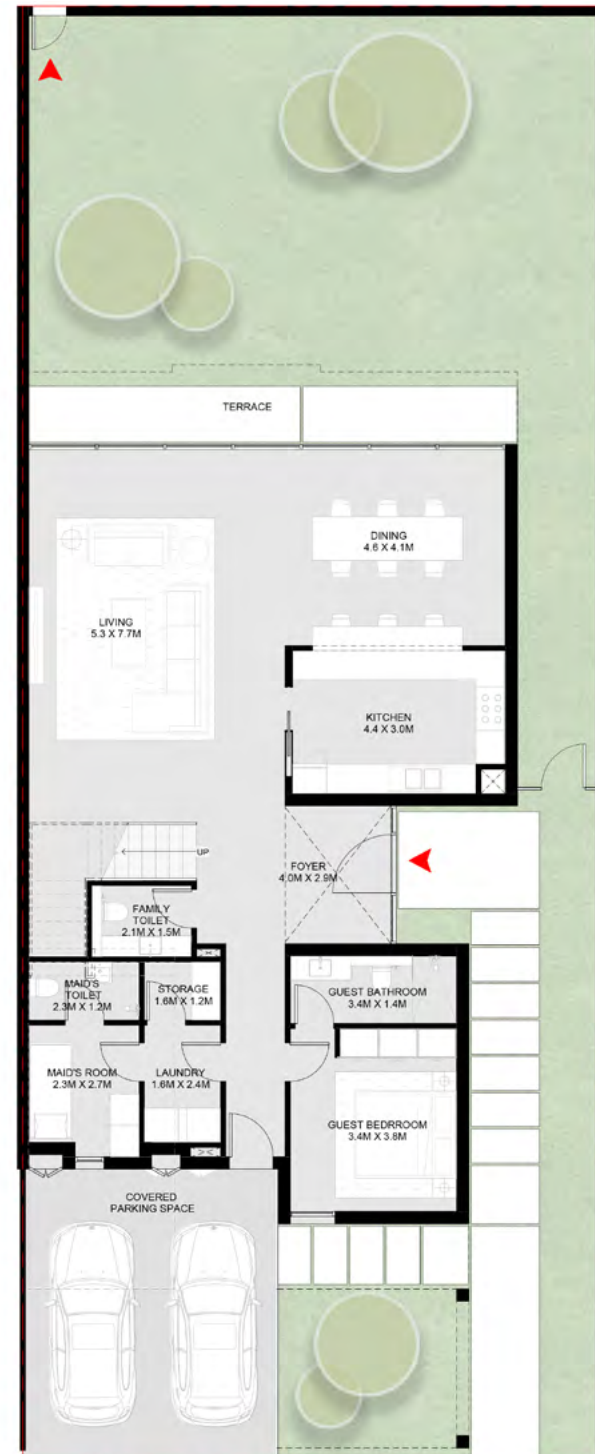 TERRACE
DINING
4.6 X 4.1M
LIVING
5.3 X 7.7M
KITCHEN
4.4 X 3.0M
UP
FOYER
4.0M X 2.9M
FAMILY
TOILET
2.1M X 1.5M
MAID'S
TOILET
2.3M X 1.2M
STORAGE
1.6M X 1.2M
GUEST BATHROOM
3.4M X 1.4M
MAID'S ROOM
2.3M X 2.7M
LAUNDRY
1.6M X 2.4M
GUEST BEDRROOM
3.4M X 3.8M
COVERED
PARKING SPACE